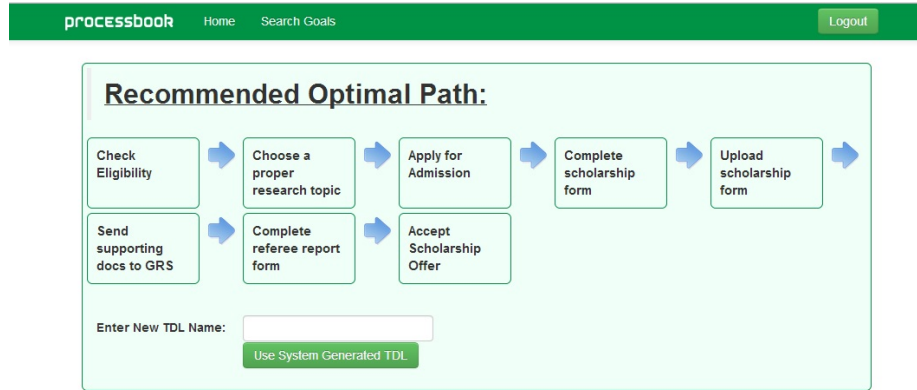 processbook Home Search Goals Logout
Recommended Optimal Path:
Check
Eligibility
Choose a
proper
research topic
Apply for
Admission
Complete
scholarship
form
Upload
scholarship
form
Send
supporting
docs to GRS
Complete
referee report
form
Accept
Scholarship
Offer
Enter New TDL Name:
Use System Generated TDL